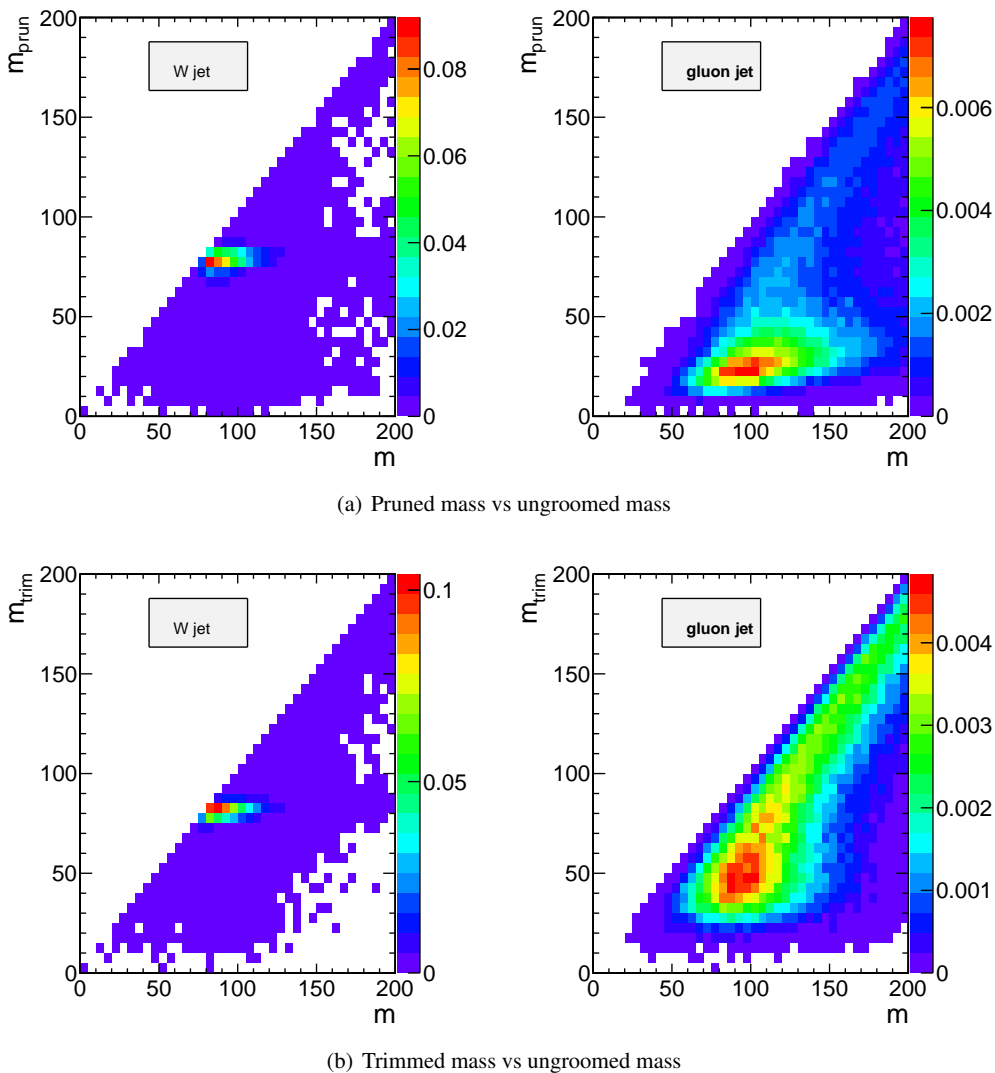 m_prun
200
150
100
50
0
W jet
0 50 100 150 200
m
0.08
0.06
0.04
0.02
0
m_prun
200
150
100
50
0
gluon jet
0 50 100 150 200
m
0.006
0.004
0.002
0
(a) Pruned mass vs ungroomed mass
m_trim
200
150
100
50
0
W jet
0 50 100 150 200
m
0.1
0.05
0
m_trim
200
150
100
50
0
gluon jet
0 50 100 150 200
m
0.004
0.003
0.002
0.001
0
(b) Trimmed mass vs ungroomed mass